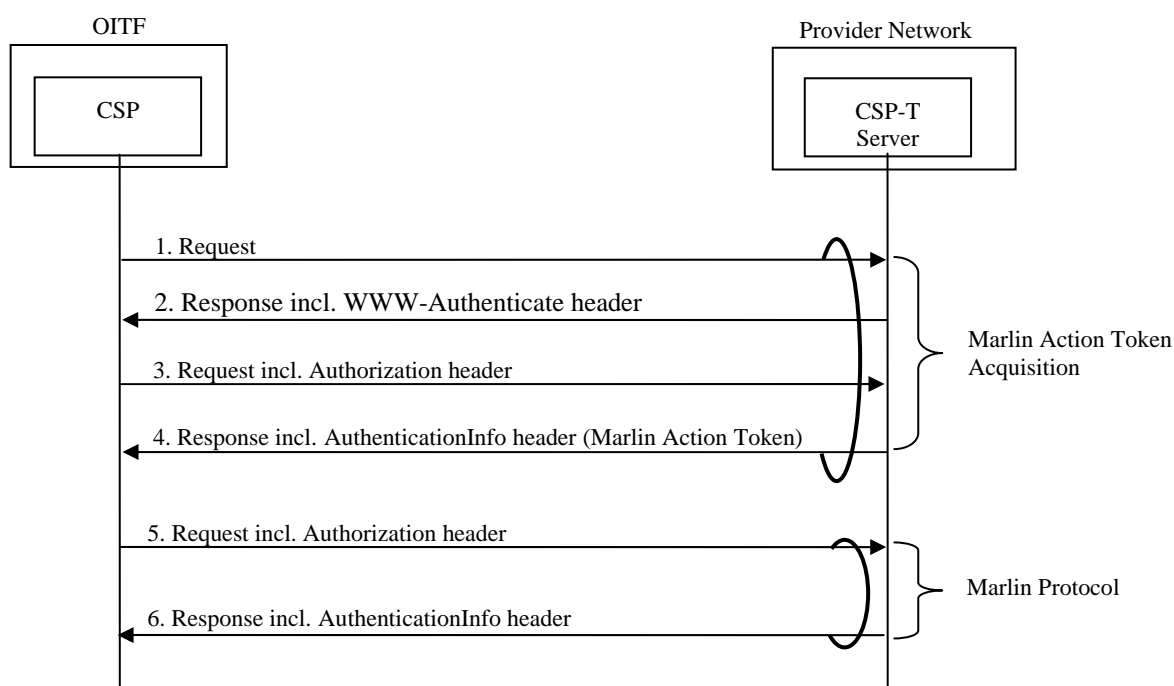 OITF
Provider Network
CSP
CSP-T
Server
1. Request
2. Response incl. WWW-Authenticate header
Marlin Action Token
Acquisition
3. Request incl. Authorization header
4. Response incl. AuthenticationInfo header (Marlin Action Token)
5. Request incl. Authorization header
Marlin Protocol
6. Response incl. AuthenticationInfo header